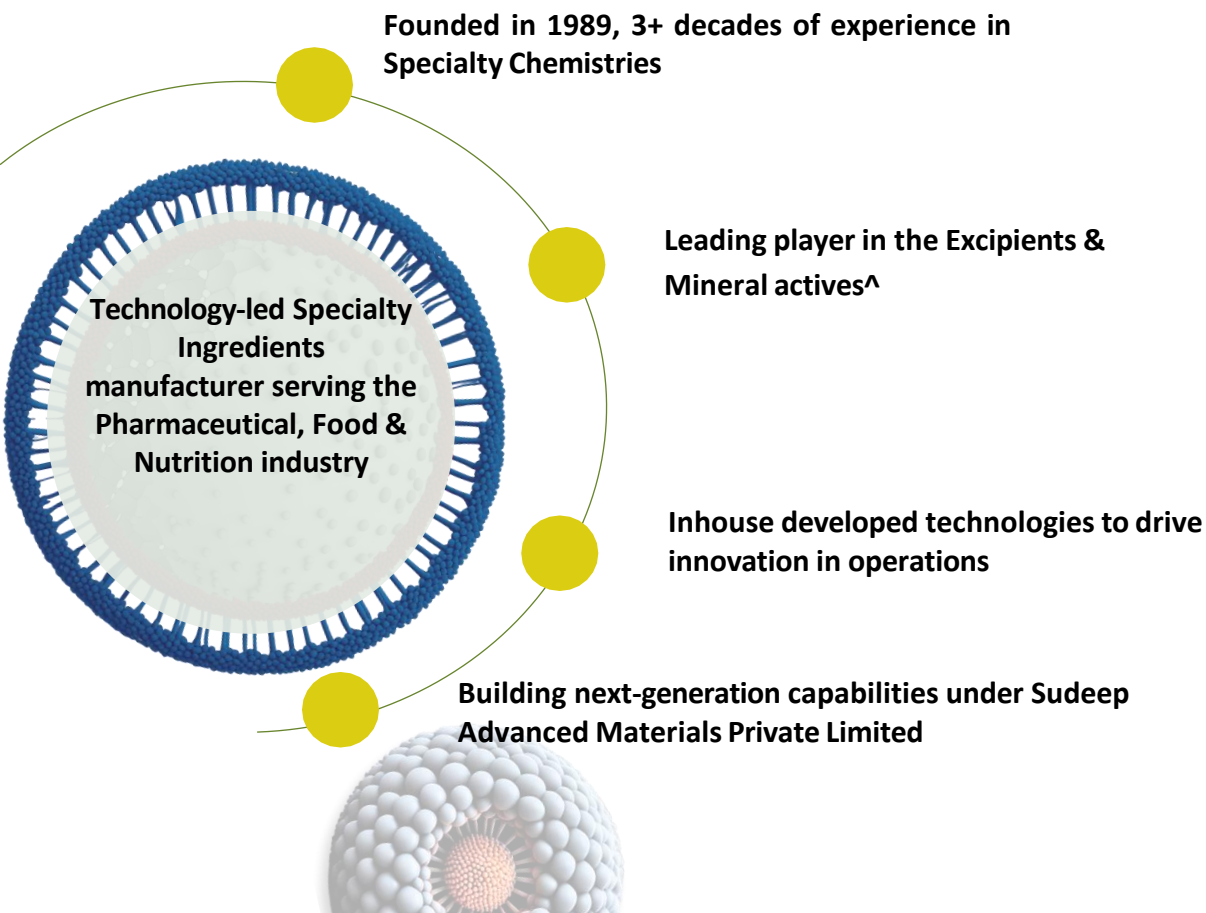 Founded in 1989, 3+ decades of experience in
Specialty Chemistries
Leading player in the Excipients &
Mineral actives^
Technology-led Specialty
Ingredients
manufacturer serving the
Pharmaceutical, Food &
Nutrition industry
Inhouse developed technologies to drive
innovation in operations
Building next-generation capabilities under Sudeep
Advanced Materials Private Limited